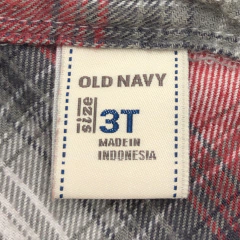 OLD NAVY
size
3T
MADE IN
INDONESIA